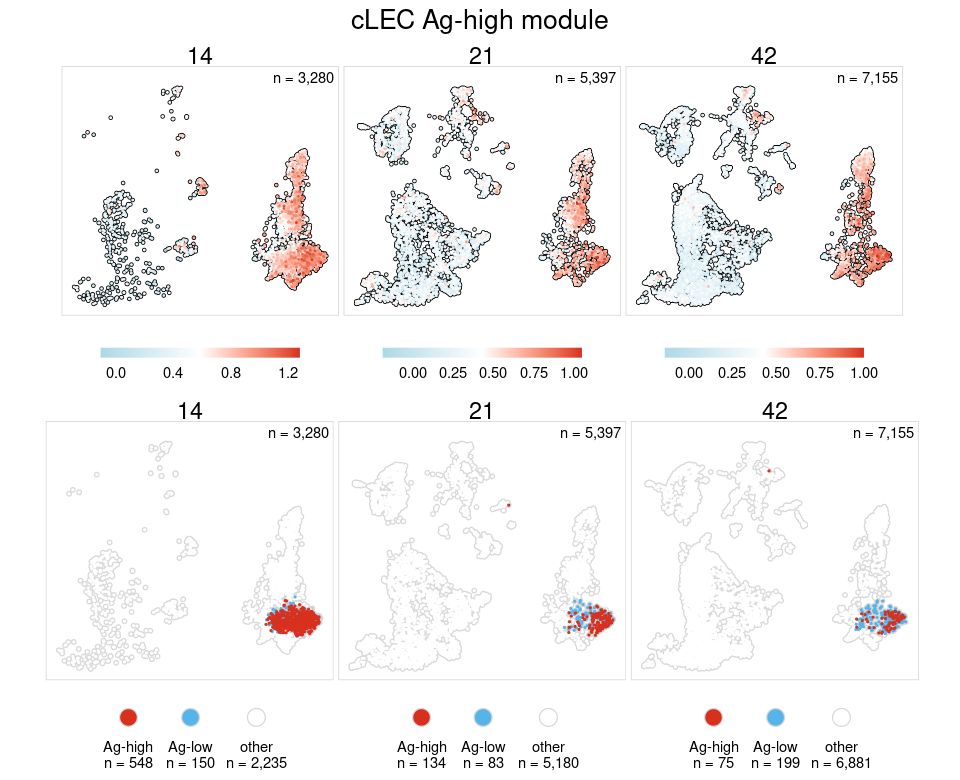 cLEC Ag-high module
14 21 42
n = 3,280 n = 5,397 n = 7,155
0.0 0.4 0.8 1.2 0.00 0.25 0.50 0.75 1.00 0.00 0.25 0.50 0.75 1.00
14 21 42
n = 3,280 n = 5,397 n = 7,155
Ag-high Ag-low other Ag-high Ag-low other Ag-high Ag-low other
n = 548 n = 150 n = 2,235 n = 134 n = 83 n = 5,180 n = 75 n = 199 n = 6,881